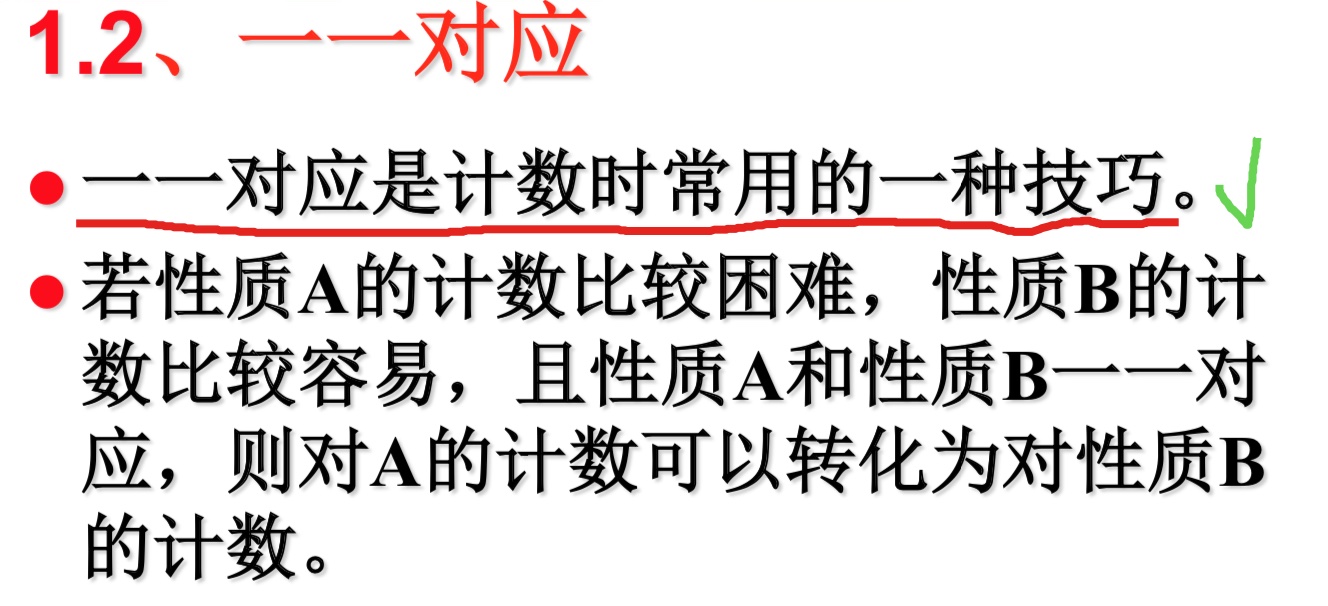 1.2、一一对应
●一一对应是计数时常用的一种技巧。
●若性质A的计数比较困难，性质B的计
数比较容易，且性质A和性质B一一对
应，则对A的计数可以转化为对性质B
的计数。